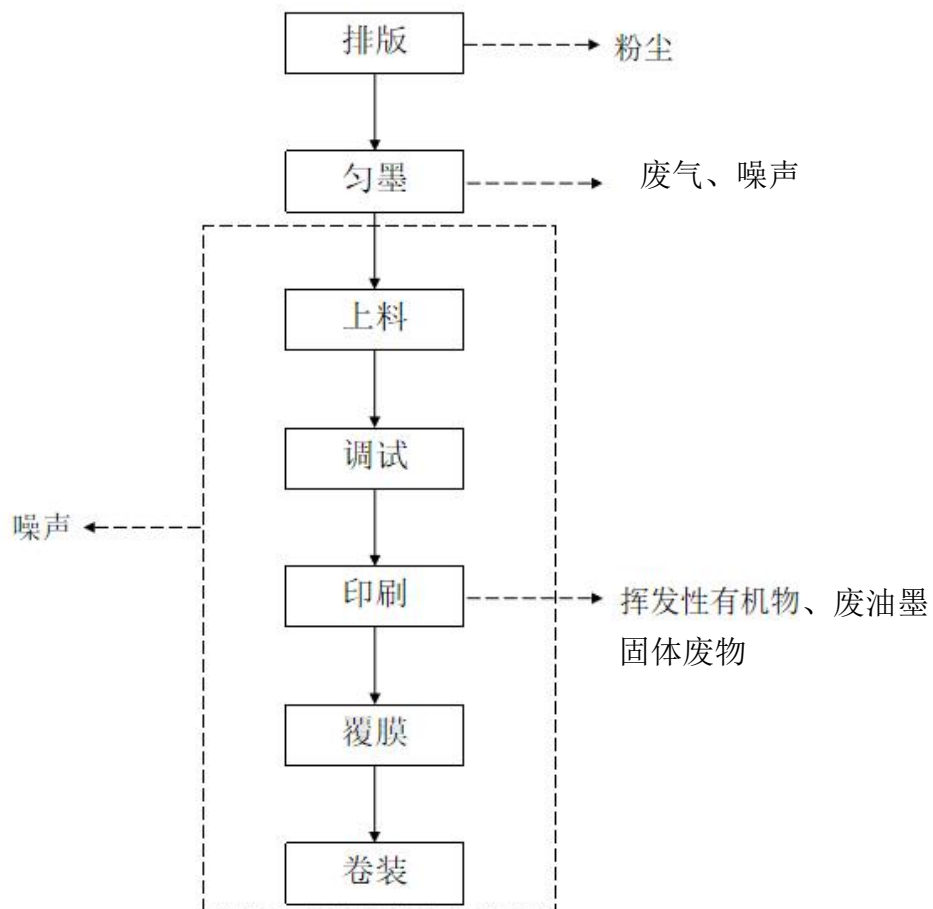 排版
粉尘
匀墨
废气、噪声
上料
调试
噪声
印刷
挥发性有机物、废油墨
固体废物
覆膜
卷装